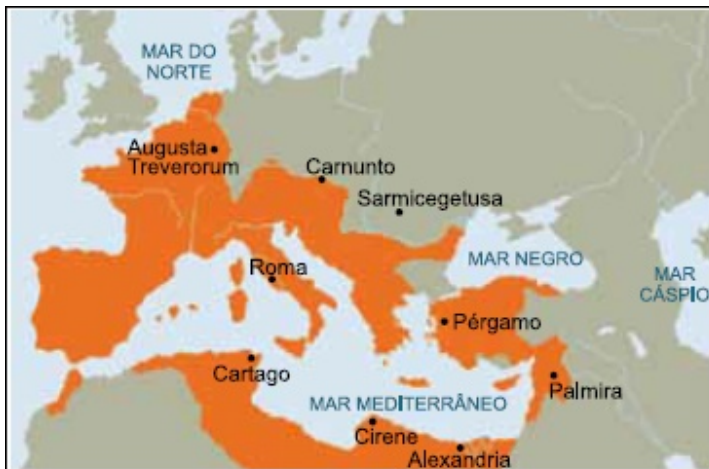 MAR DO
NORTE
Augusta
Treverorum
Carnunto
Sarmicegetusa
Roma
MAR NEGRO
MAR
CÁSPIO
Pérgamo
Cartago
Palmira
MAR MEDITERRÂNEO
Cirene
Alexandria